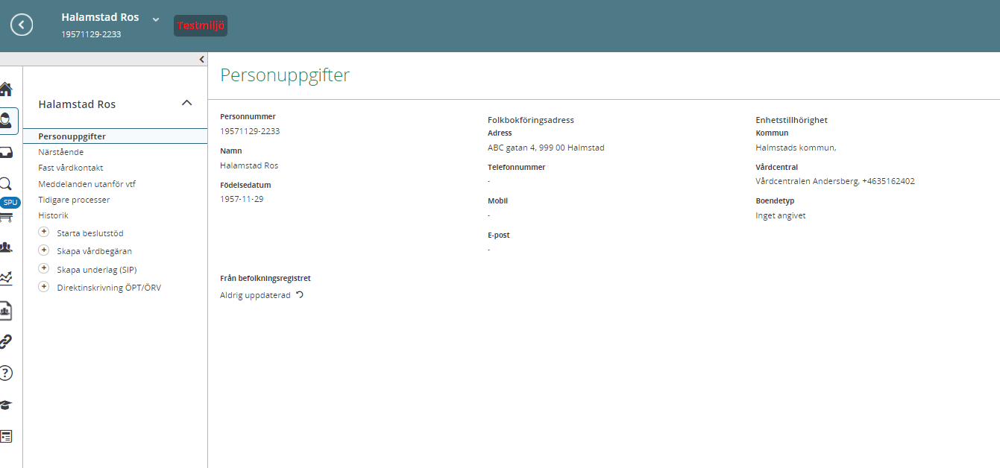 Halamstad Ros
19571129-2233
Testmiljö
SPU
Halamstad Ros
Personuppgifter
Närstående
Fast vårdkontakt
Meddelanden utanför vtf
Tidigare processer
Historik
Starta beslutstöd
Skapa vårdbegäran
Skapa underlag (SIP)
Direktinskrivning ÖPT/ÖRV
Personuppgifter
Personnummer
19571129-2233
Namn
Halamstad Ros
Födelsedatum
1957-11-29
Folkbokföringsadress
Adress
ABC gatan 4, 999 00 Halmstad
Telefonnummer
-
Mobil
-
E-post
-
Enhetstillhörighet
Kommun
Halmstads kommun,
Vårdcentral
Vårdcentralen Andersberg, +4635162402
Boendetyp
Inget angivet
Från befolkningsregistret
Aldrig uppdaterad